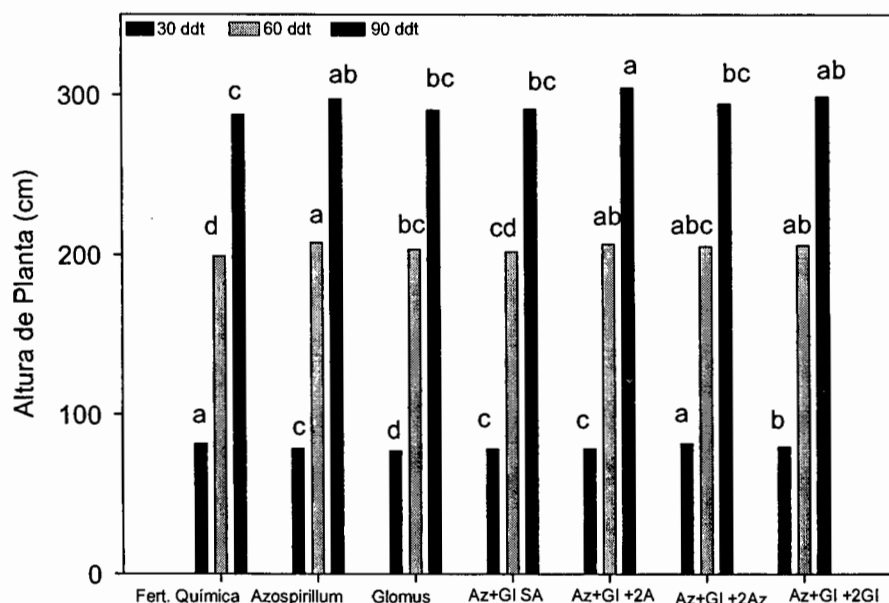 30 ddt 60 ddt 90 ddt
Altura de Planta (cm)
300
200
100
0
c ab bc bc a bc ab
d a bc cd ab abc ab
a c d c c a b
Fert. Química Azospirillum Glomus Az+Gl SA Az+Gl +2A Az+Gl +2Az Az+Gl +2Gl